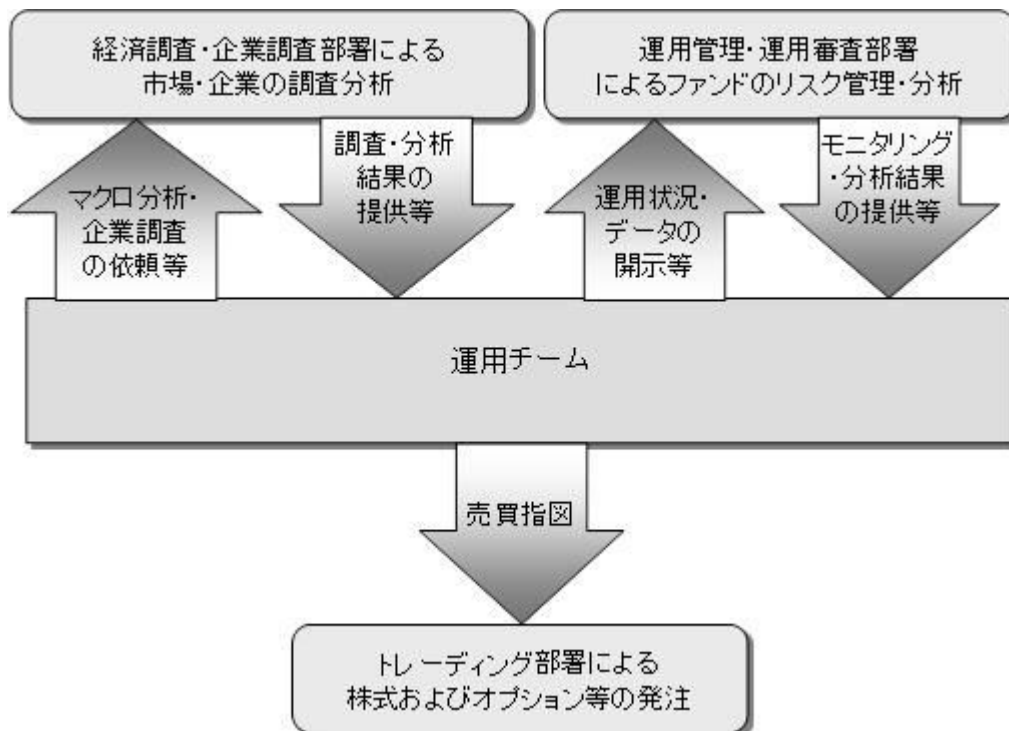 経済調査・企業調査部署による
市場・企業の調査分析
運用管理・運用審査部署
によるファンドのリスク管理・分析
マクロ分析・
企業調査
の依頼等
調査・分析
結果の
提供等
運用状況・
データの
開示等
モニタリング
・分析結果
の提供等
運用チーム
売買指図
トレーディング部署による
株式およびオプション等の発注